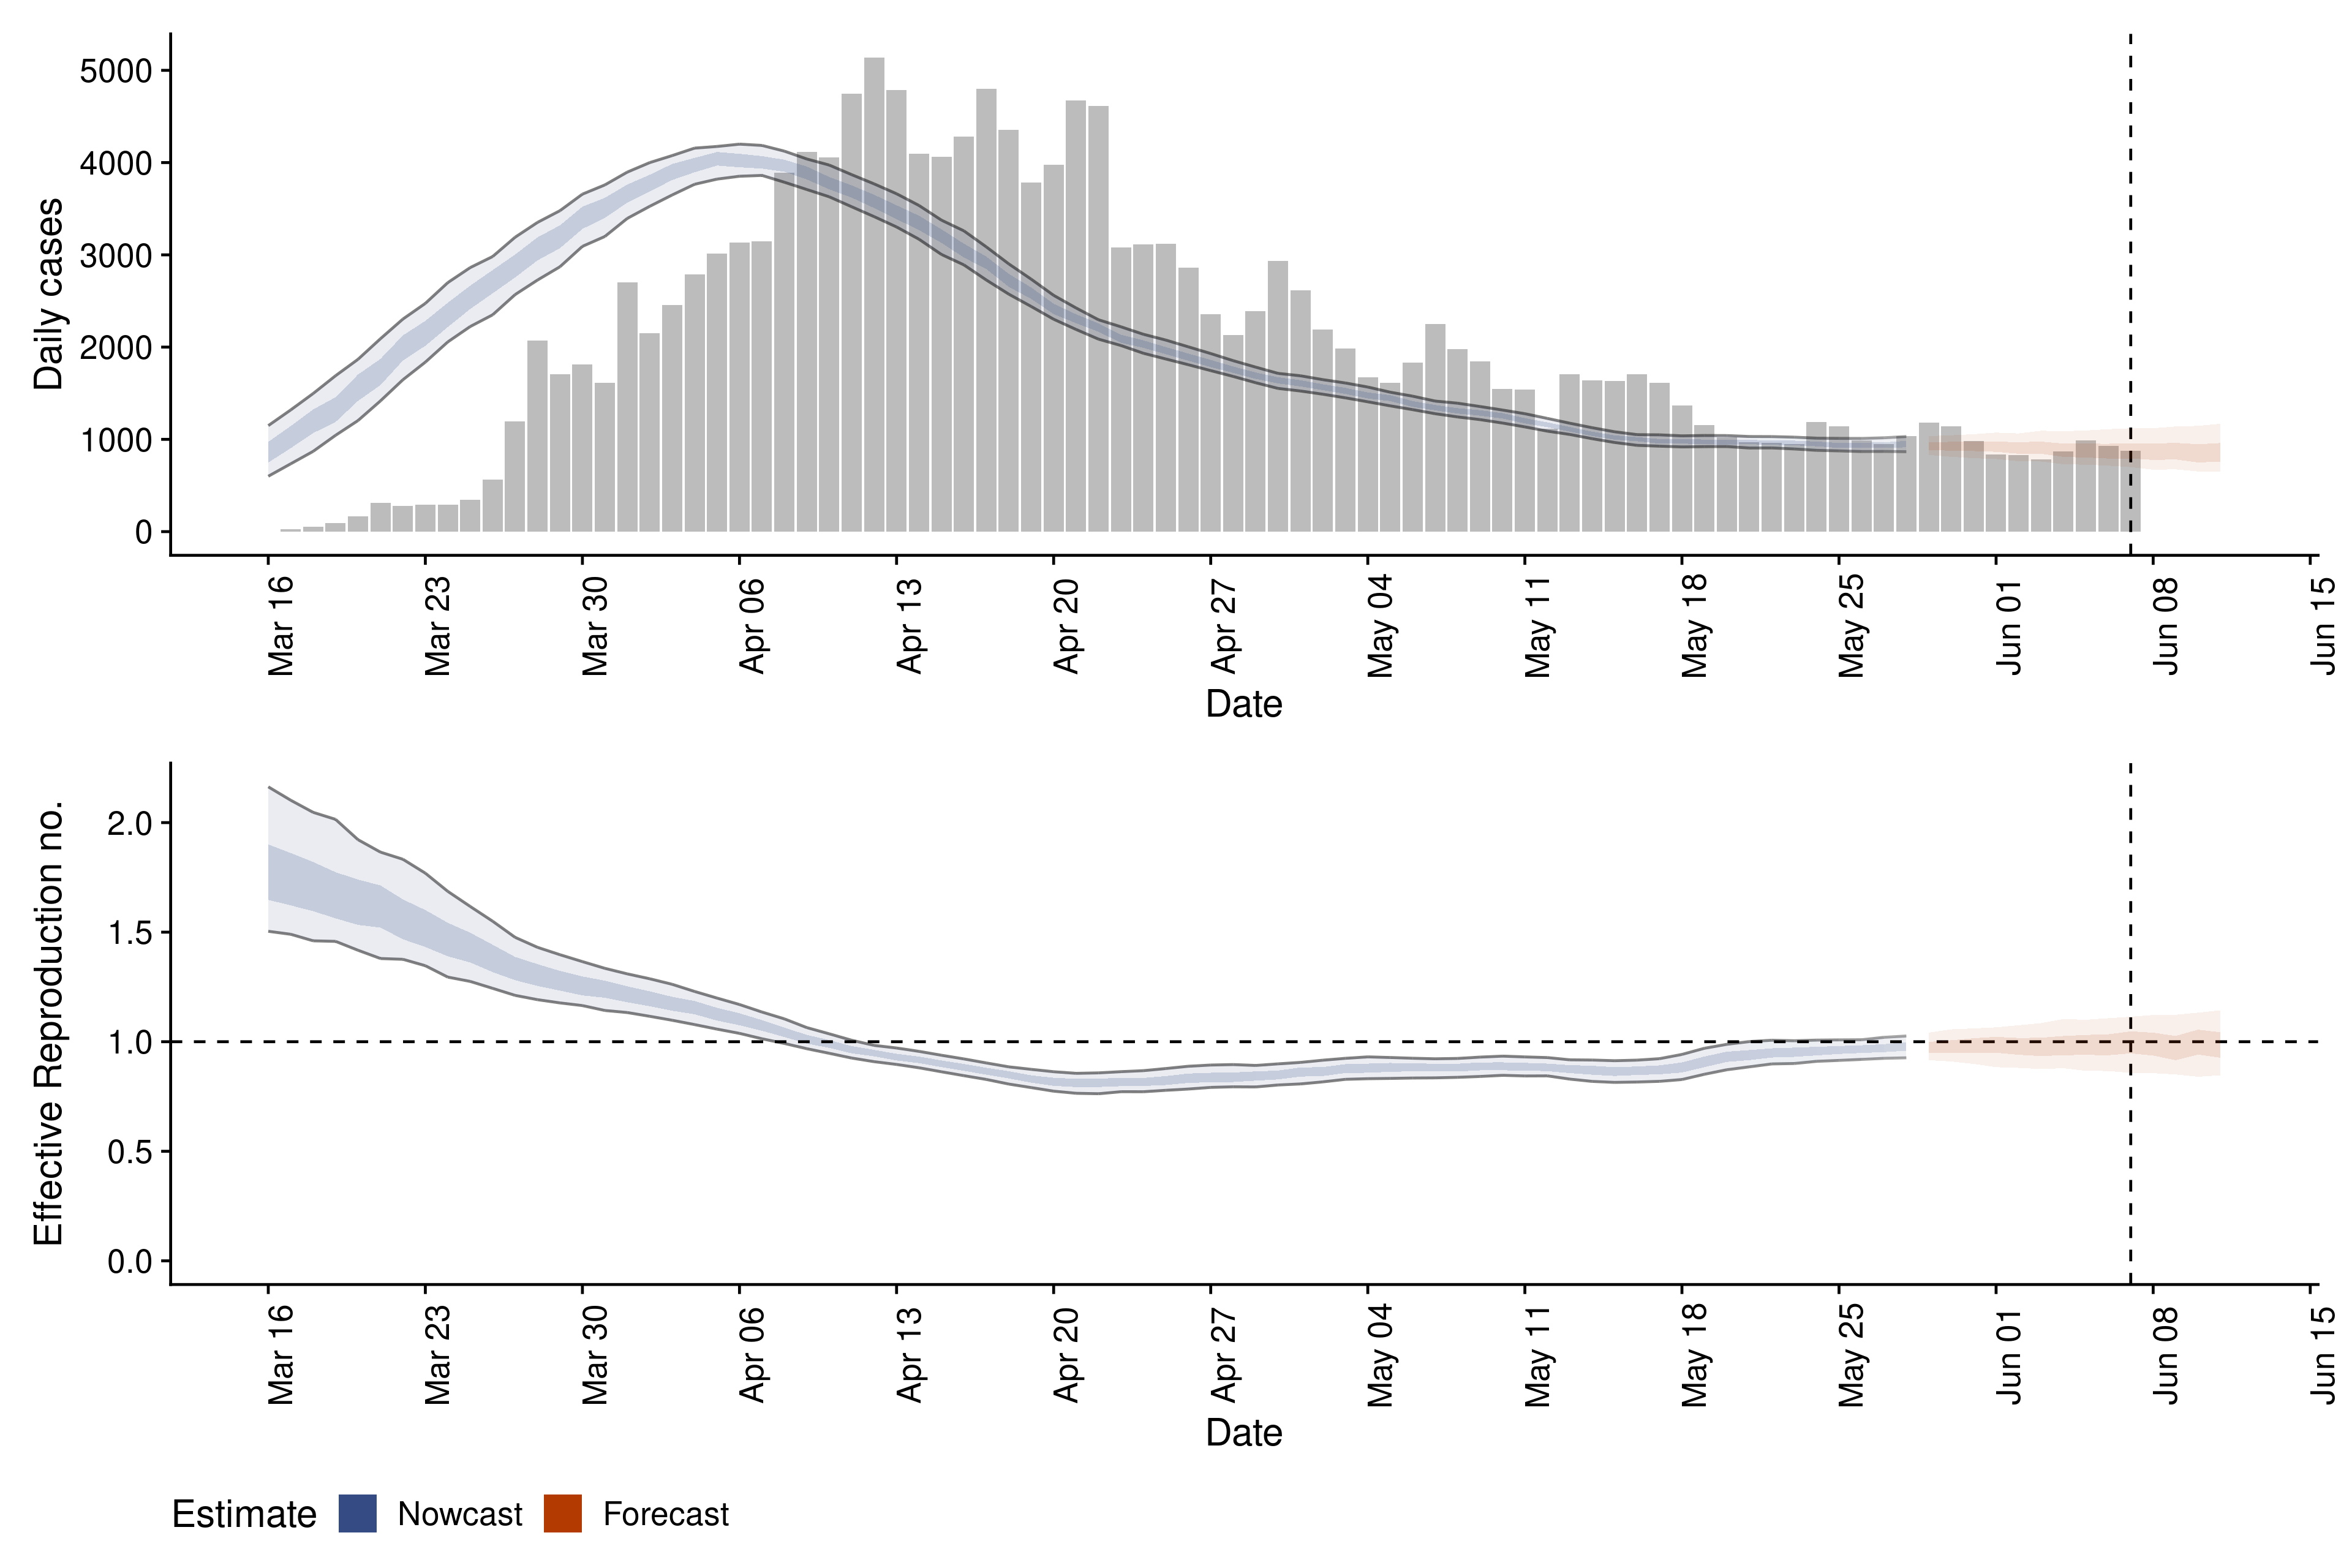 Daily cases
5000
4000
3000
2000
1000
0
Mar 16
Mar 23
Mar 30
Apr 06
Apr 13
Apr 20
Apr 27
May 04
May 11
May 18
May 25
Jun 01
Jun 08
Jun 15
Date
Effective Reproduction no.
2.0
1.5
1.0
0.5
0.0
Mar 16
Mar 23
Mar 30
Apr 06
Apr 13
Apr 20
Apr 27
May 04
May 11
May 18
May 25
Jun 01
Jun 08
Jun 15
Date
Estimate Nowcast Forecast